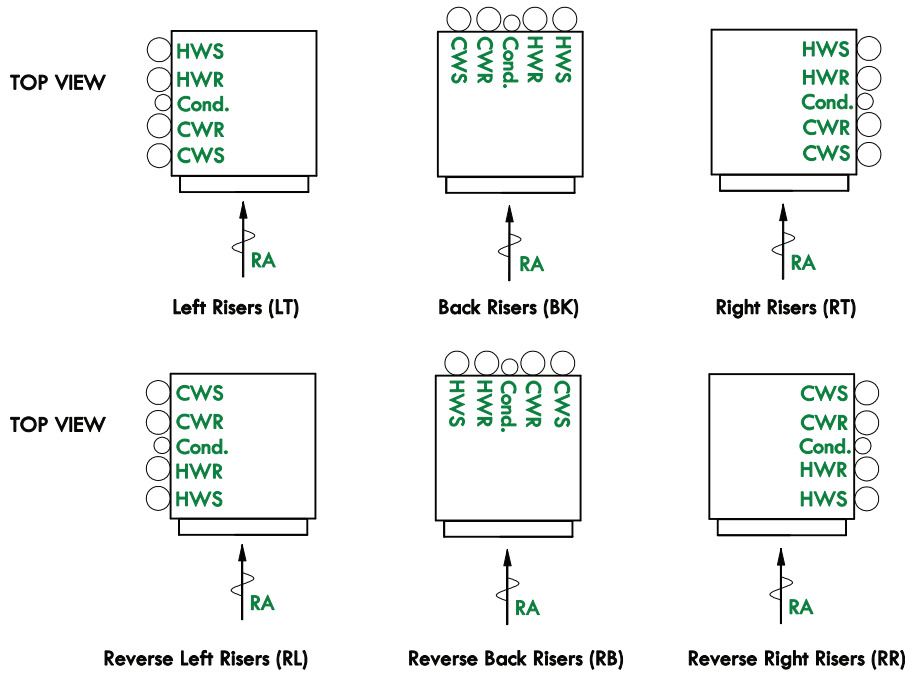 TOP VIEW
HWS
HWR
Cond.
CWR
CWS
RA
Left Risers (LT)
CWS
CWR
Cond.
HWR
HWS
RA
Back Risers (BK)
HWS
HWR
Cond.
CWR
CWS
RA
Right Risers (RT)
TOP VIEW
CWS
CWR
Cond.
HWR
HWS
RA
Reverse Left Risers (RL)
HWS
HWR
Cond.
CWR
CWS
RA
Reverse Back Risers (RB)
CWS
CWR
Cond.
HWR
HWS
RA
Reverse Right Risers (RR)